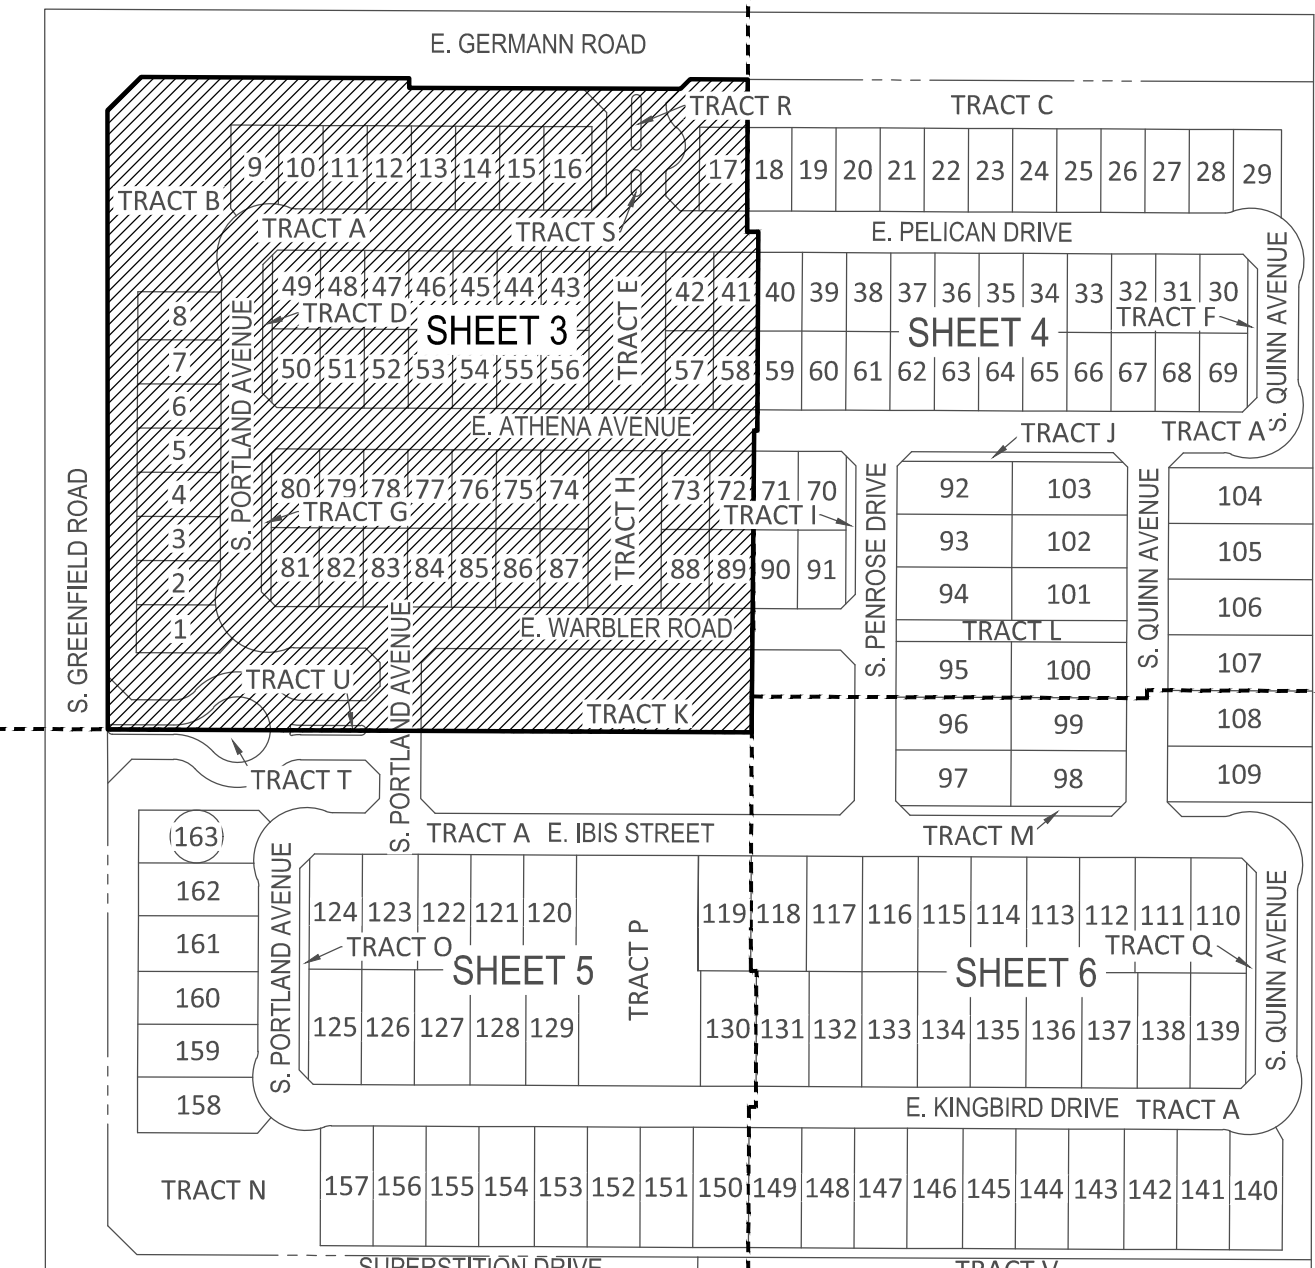 E. GERMANN ROAD
TRACT R
TRACT C
9 10 11 12 13 14 15 16 17 18 19 20 21 22 23 24 25 26 27 28 29
TRACT B
TRACT A
TRACT S
E. PELICAN DRIVE
S. QUINN AVENUE
49 48 47 46 45 44 43 42 41 40 39 38 37 36 35 34 33 32 31 30
TRACT D
TRACT E
TRACT F
SHEET 3
SHEET 4
50 51 52 53 54 55 56 57 58 59 60 61 62 63 64 65 66 67 68 69
8
7
6
5
4
3
2
1
S. PORTLAND AVENUE
S. GREENFIELD ROAD
E. ATHENA AVENUE
TRACT J
TRACT A
80 79 78 77 76 75 74 73 72 71 70
TRACT G
TRACT H
TRACT I
81 82 83 84 85 86 87 88 89 90 91
S. PENROSE DRIVE
92 103
93 102
94 101
TRACT L
95 100
96 99
97 98
S. QUINN AVENUE
104
105
106
107
108
109
E. WARBLER ROAD
TRACT U
S. PORTLAND AVENUE
TRACT K
TRACT T
S. PORTLAND AVENUE
TRACT A E. IBIS STREET
TRACT M
163
162
161
160
159
158
S. PORTLAND AVENUE
124 123 122 121 120 119 118 117 116 115 114 113 112 111 110
TRACT O
TRACT P
TRACT Q
SHEET 5
SHEET 6
S. QUINN AVENUE
125 126 127 128 129 130 131 132 133 134 135 136 137 138 139
E. KINGBIRD DRIVE TRACT A
TRACT N
157 156 155 154 153 152 151 150 149 148 147 146 145 144 143 142 141 140
SUPERSTITION DRIVE
TRACT V